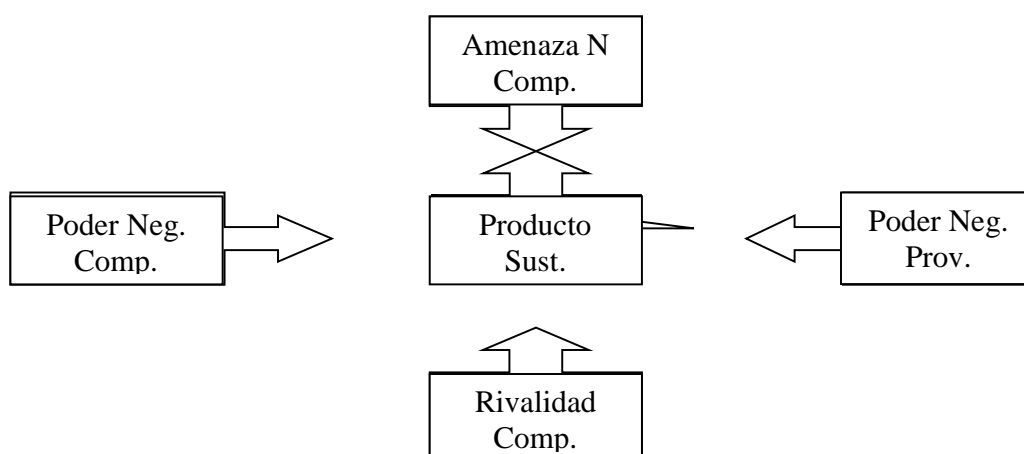 Amenaza N
Comp.
Poder Neg.
Comp.
Producto
Sust.
Poder Neg.
Prov.
Rivalidad
Comp.